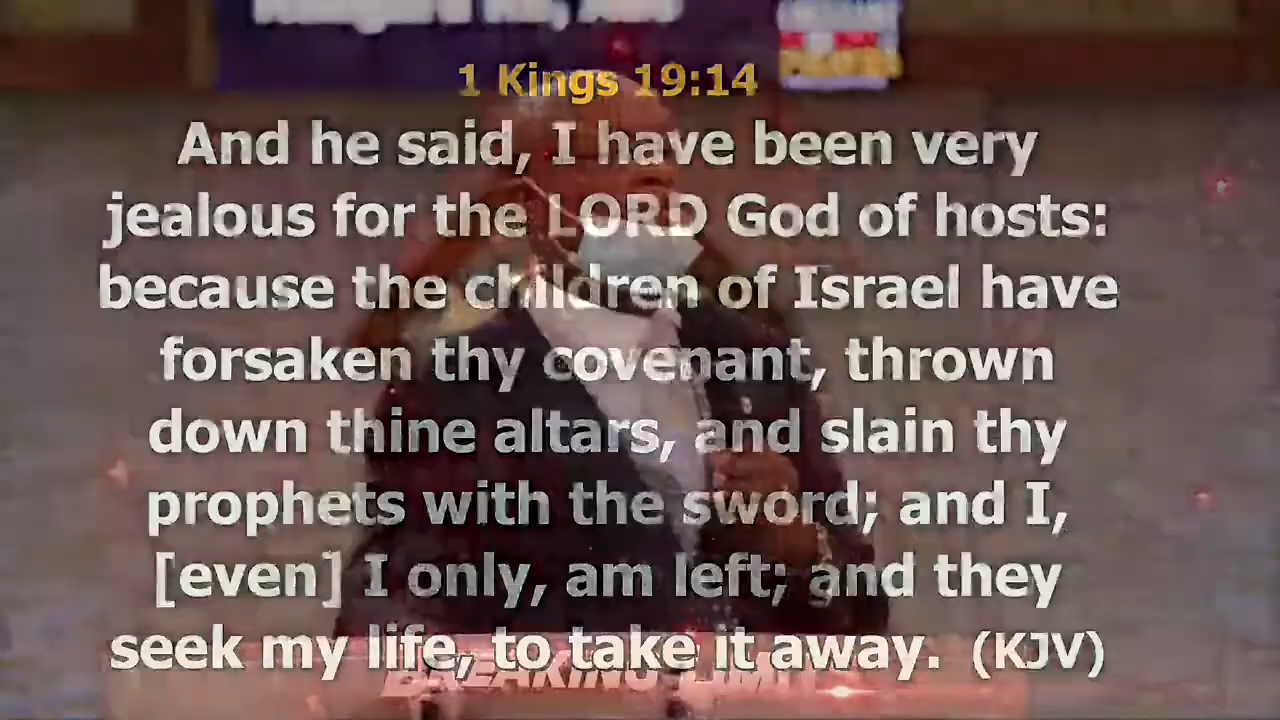 1 Kings 19:14
And he said, I have been very
jealous for the LORD God of hosts:
because the children of Israel have
forsaken thy covenant, thrown
down thine altars, and slain thy
prophets with the sword; and I,
[even] I only, am left; and they
seek my life, to take it away. (KJV)
BREAKING LIMIT